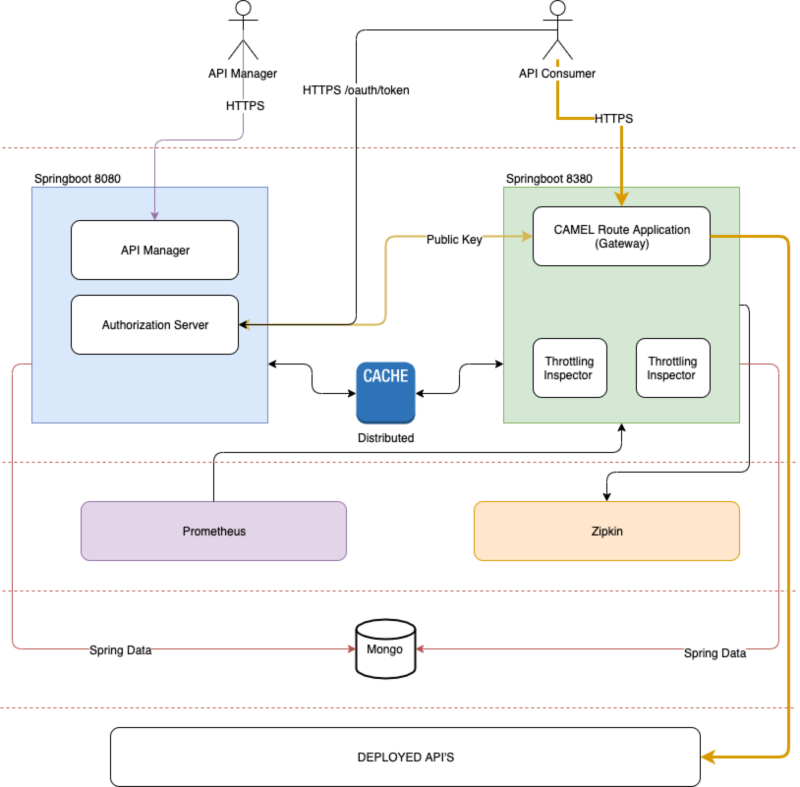 API Manager
API Consumer
HTTPS /oauth/token
HTTPS
HTTPS
Springboot 8080
Springboot 8380
API Manager
CAMEL Route Application
(Gateway)
Public Key
Authorization Server
Throttling
Inspector
Throttling
Inspector
CACHE
Distributed
Prometheus
Zipkin
Mongo
Spring Data
Spring Data
DEPLOYED API'S